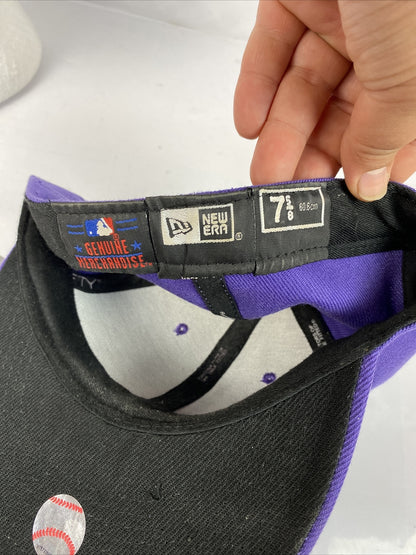 GENUINE
MERCHANDISE
NEW
ERA®
7 5/8
60.6cm